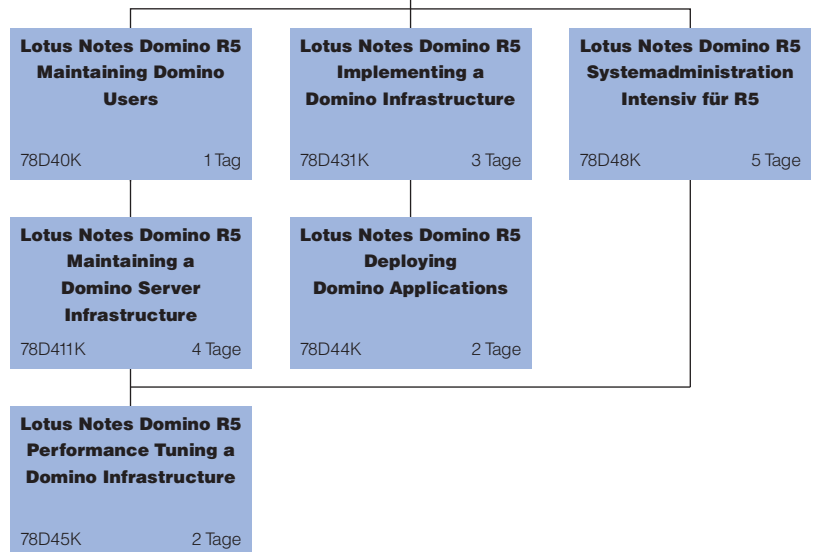 Lotus Notes Domino R5
Maintaining Domino
Users
78D40K 1 Tag
Lotus Notes Domino R5
Implementing a
Domino Infrastructure
78D431K 3 Tage
Lotus Notes Domino R5
Systemadministration
Intensiv für R5
78D48K 5 Tage
Lotus Notes Domino R5
Maintaining a
Domino Server
Infrastructure
78D411K 4 Tage
Lotus Notes Domino R5
Deploying
Domino Applications
78D44K 2 Tage
Lotus Notes Domino R5
Performance Tuning a
Domino Infrastructure
78D45K 2 Tage